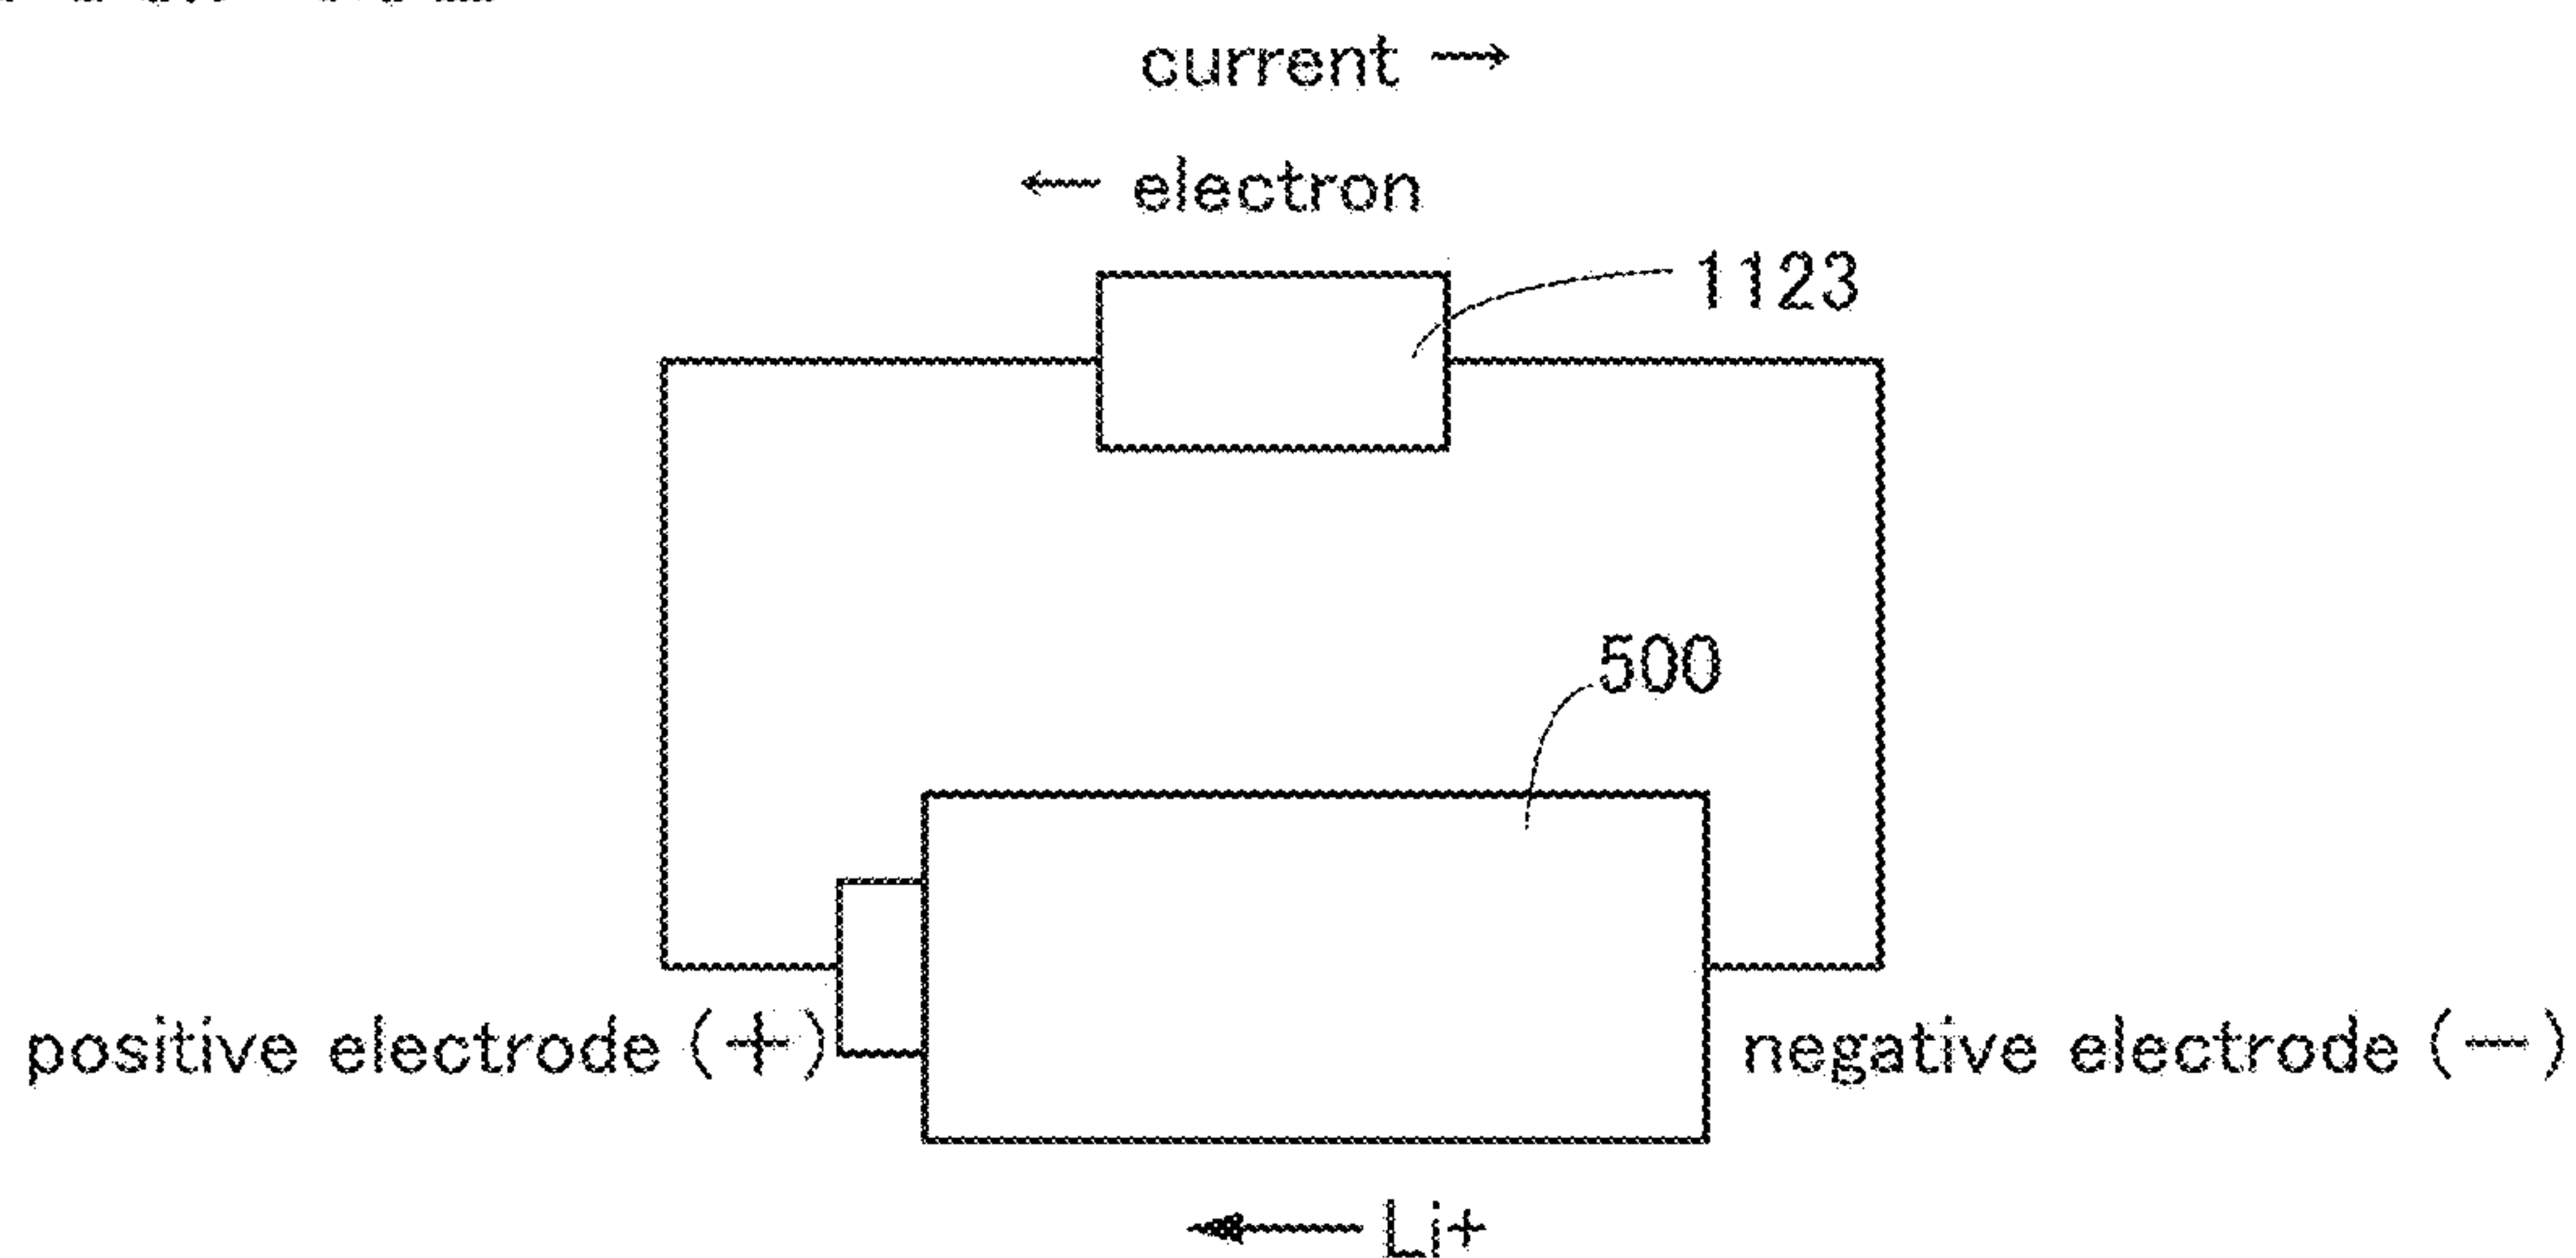 current →
← electron
1123
500
positive electrode (+)
negative electrode (−)
← Li+